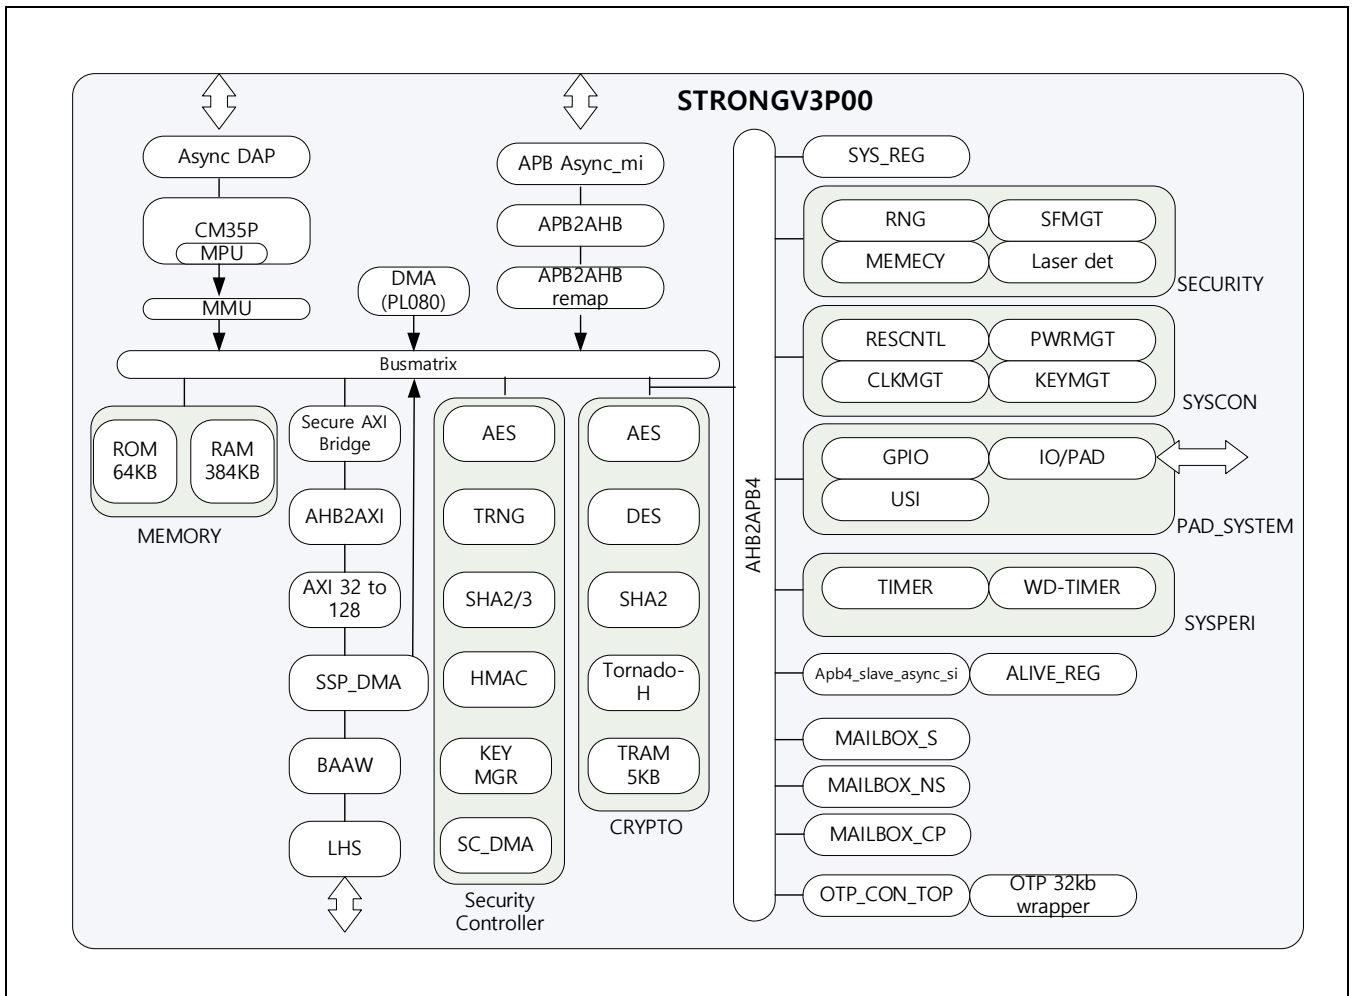 STRONGV3P00
Async DAP
CM35P
MPU
MMU
DMA
(PL080)
APB Async_mi
APB2AHB
APB2AHB
remap
Busmatrix
ROM
64KB
RAM
384KB
MEMORY
Secure AXI
Bridge
AHB2AXI
AXI 32 to
128
SSP_DMA
BAAW
LHS
AES
TRNG
SHA2/3
HMAC
KEY
MGR
SC_DMA
Security
Controller
AES
DES
SHA2
Tornado-
H
TRAM
5KB
CRYPTO
AHB2APB4
SYS_REG
RNG
SFMGT
MEMECY
Laser det
SECURITY
RESCNTL
PWRMGT
CLKMGT
KEYMGT
SYSCON
GPIO
IO/PAD
USI
PAD_SYSTEM
TIMER
WD-TIMER
SYSPERI
Apb4_slave_async_si
ALIVE_REG
MAILBOX_S
MAILBOX_NS
MAILBOX_CP
OTP_CON_TOP
OTP 32kb
wrapper